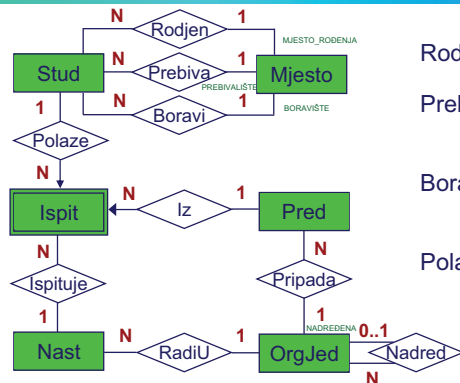 N Rodjen 1
MJESTO_ROĐENJA
Rod
Stud N Prebiva 1 Mjesto
PREBIVALIŠTE
Preb
1 N Boravi 1 BORAVIŠTE
Bora
Polaze
N
Pola
Ispit N Iz 1 Pred
N N
Ispituje Pripada
1 1
NADREĐENA 0..1
Nast N RadiU 1 OrgJed Nadred
N